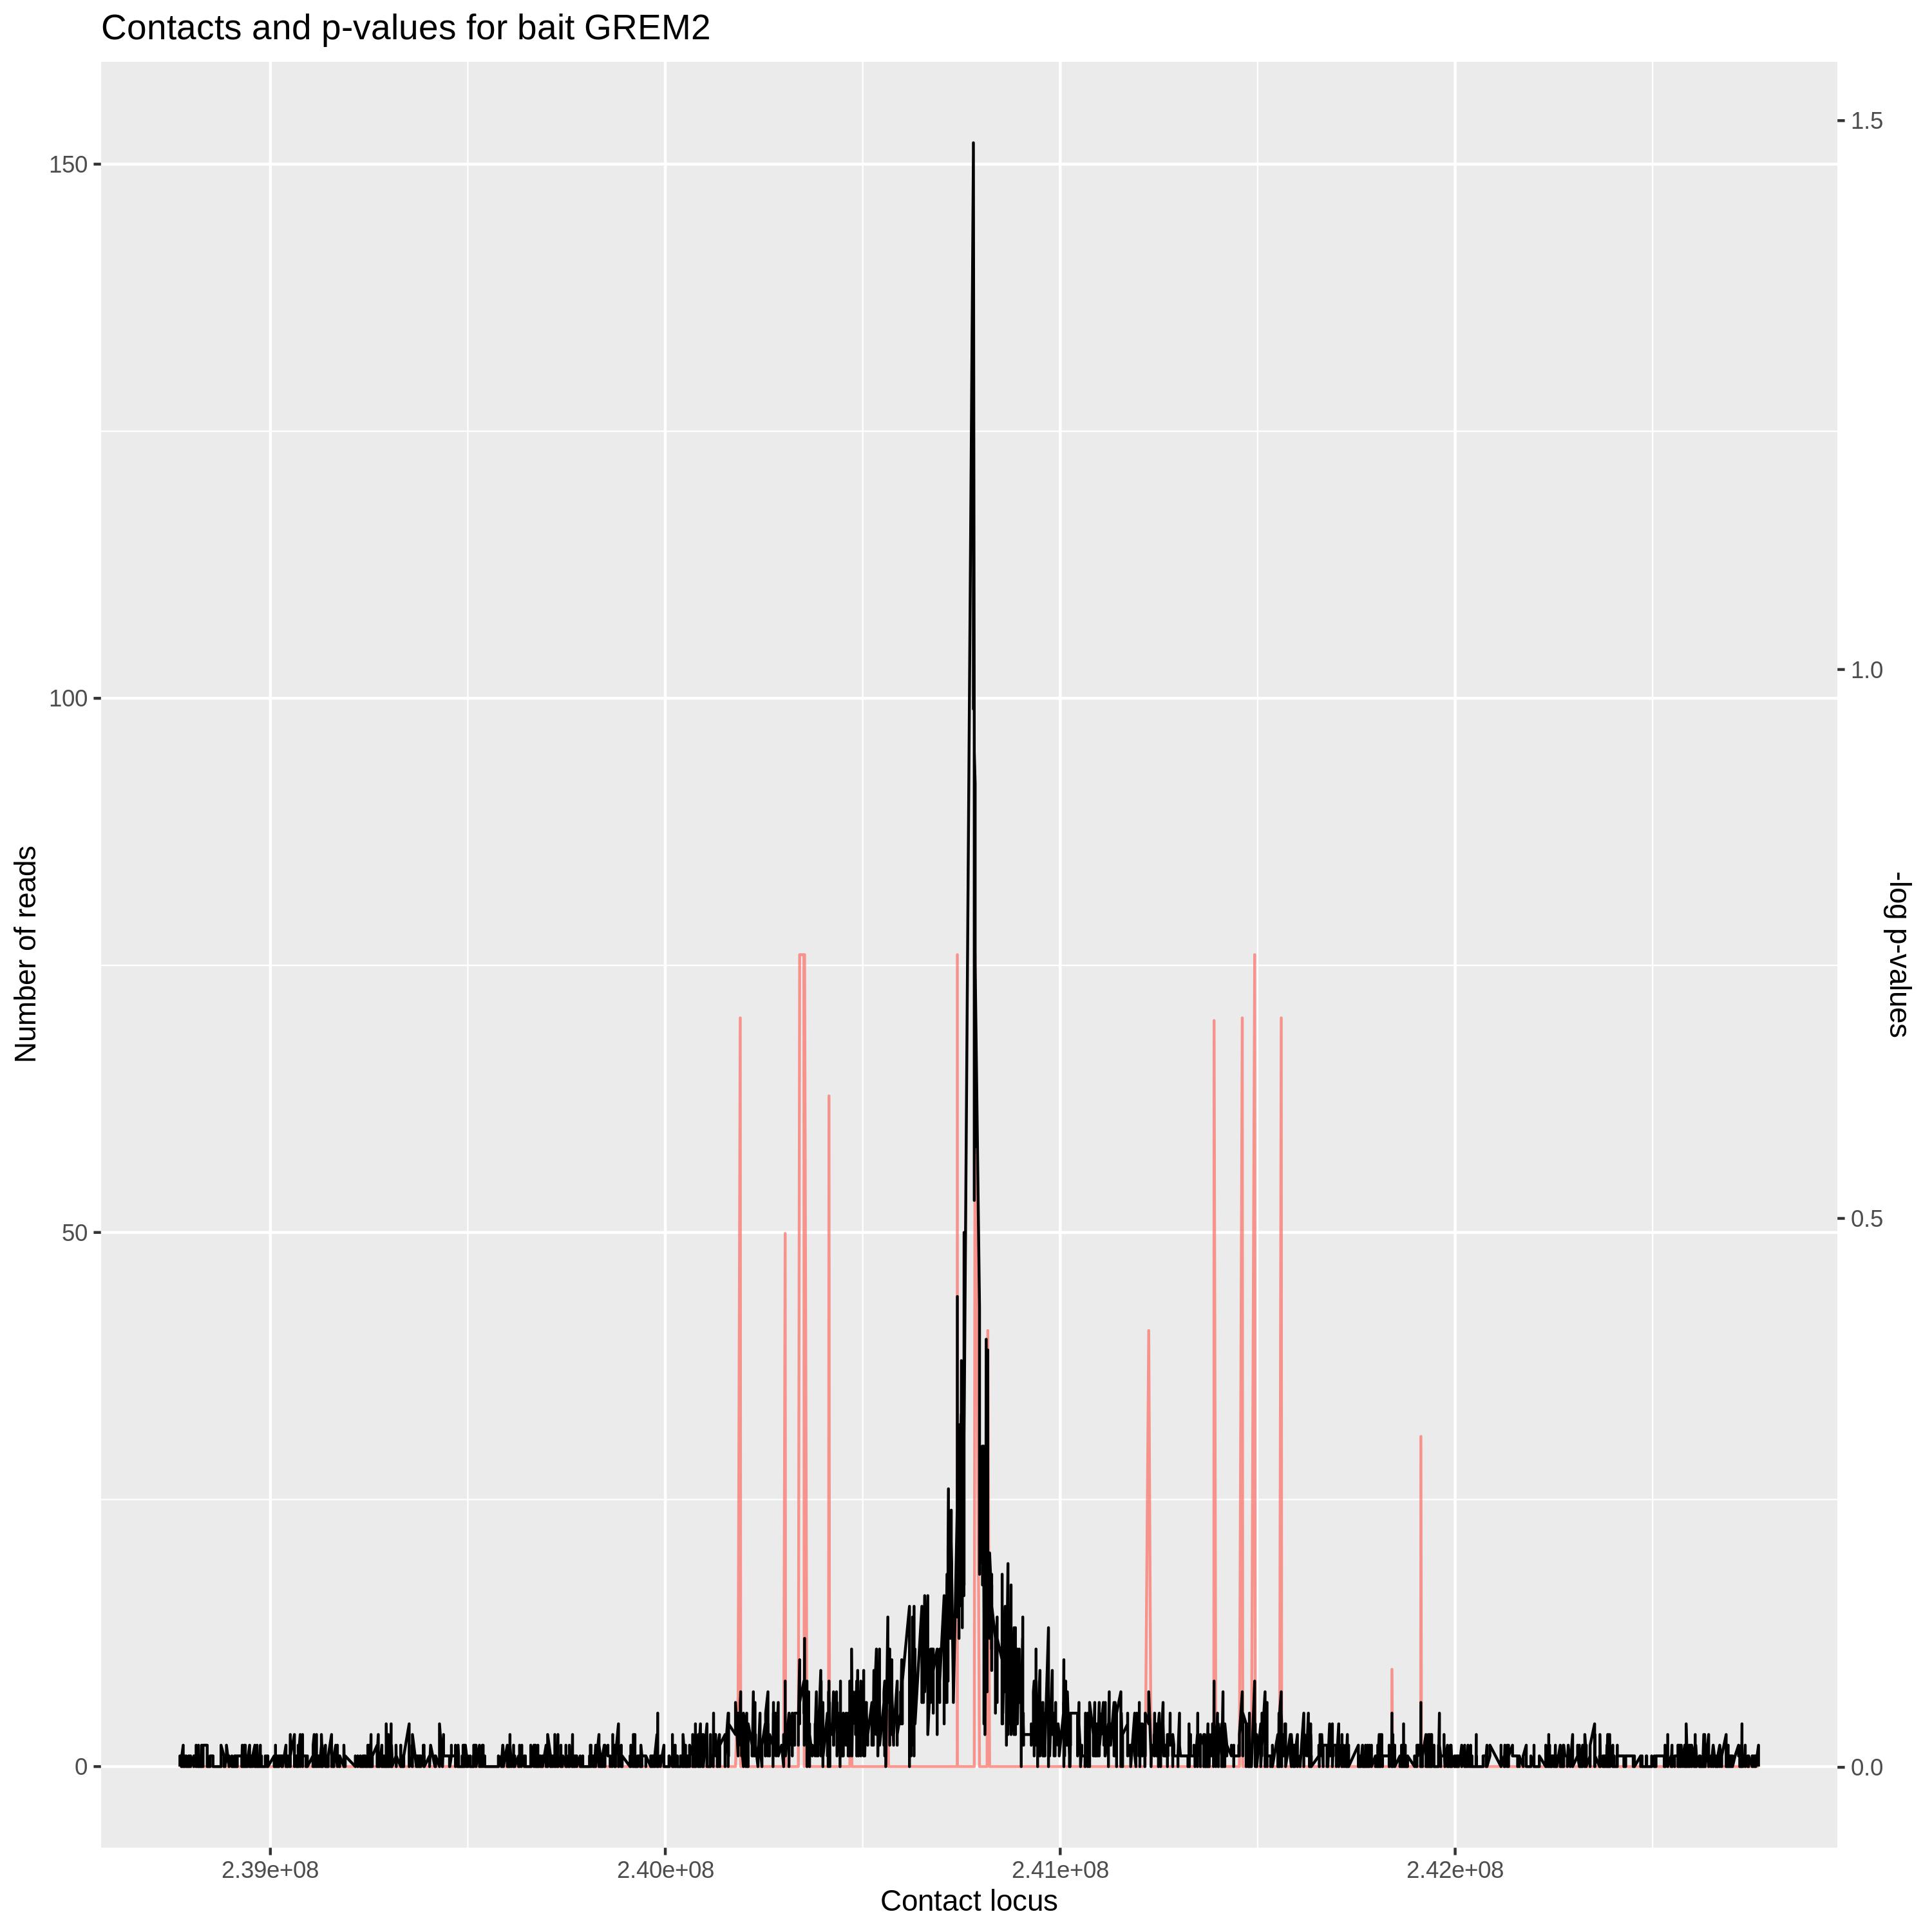 Contacts and p-values for bait GREM2
150
100
50
0
Number of reads
1.5
1.0
0.5
0.0
-log p-values
2.39e+08
2.40e+08
2.41e+08
2.42e+08
Contact locus